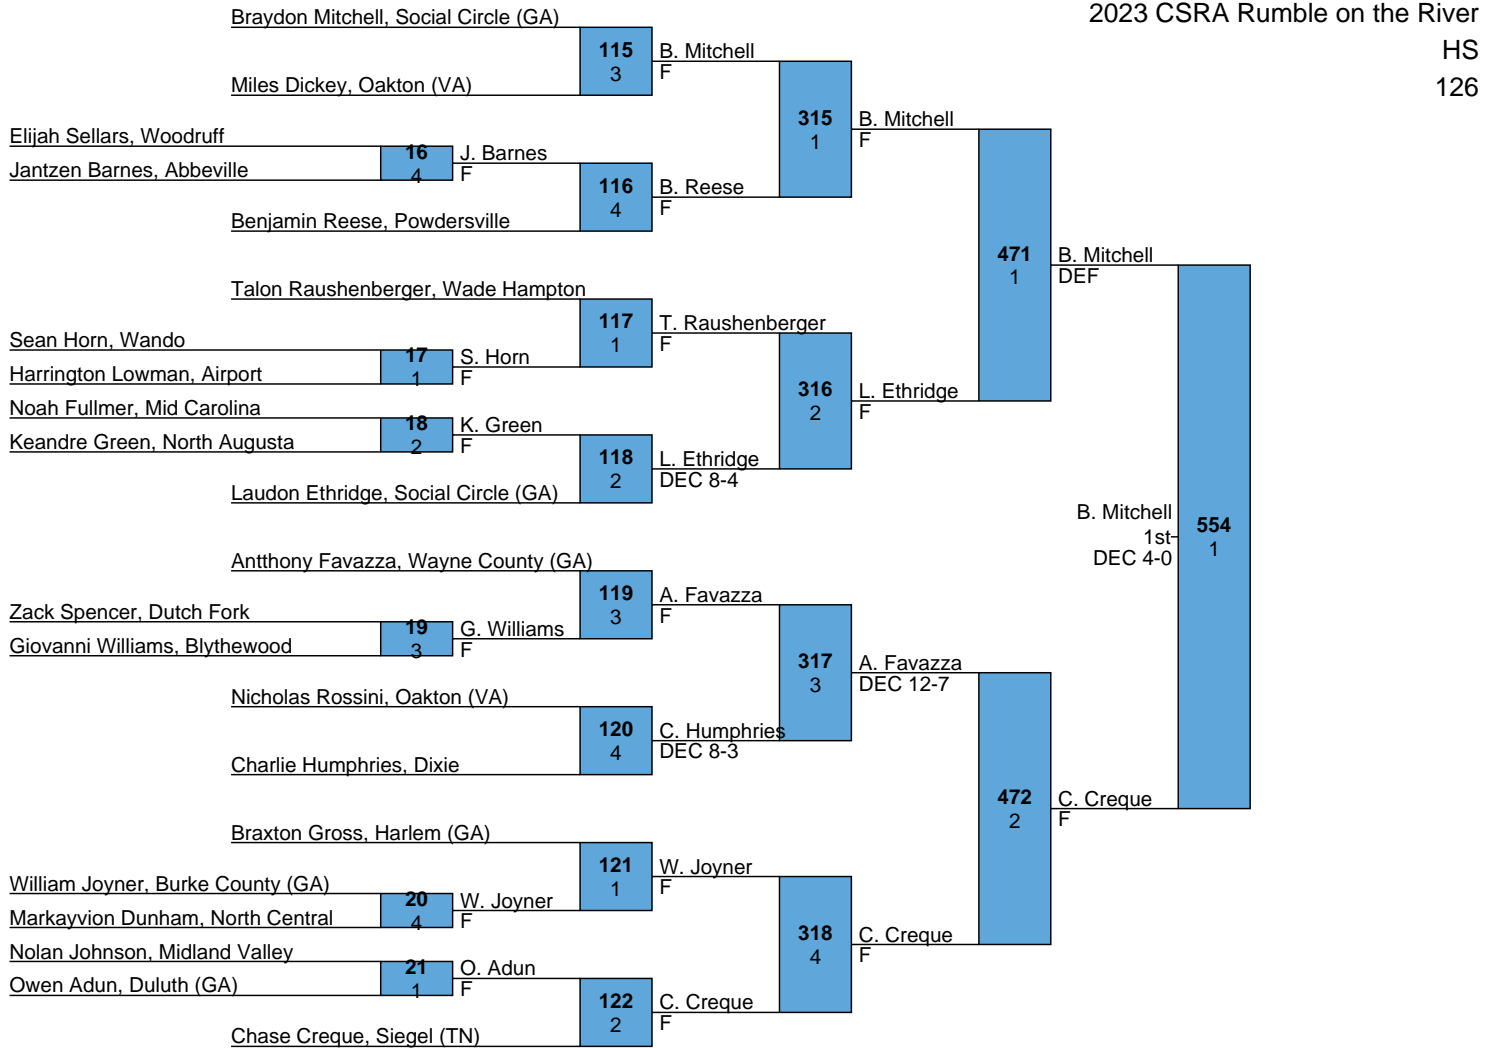 2023 CSRA Rumble on the River
HS
126
Braydon Mitchell, Social Circle (GA)
115
3
B. Mitchell
F
Miles Dickey, Oakton (VA)
315
1
B. Mitchell
F
Elijah Sellars, Woodruff
16
4
J. Barnes
F
Jantzen Barnes, Abbeville
116
4
B. Reese
F
Benjamin Reese, Powdersville
471
1
B. Mitchell
DEF
Talon Raushenberger, Wade Hampton
117
1
T. Raushenberger
F
Sean Horn, Wando
17
1
S. Horn
F
Harrington Lowman, Airport
316
2
L. Ethridge
F
Noah Fullmer, Mid Carolina
18
2
K. Green
F
Keandre Green, North Augusta
118
2
L. Ethridge
DEC 8-4
Laudon Ethridge, Social Circle (GA)
B. Mitchell
1st
DEC 4-0
554
1
Antthony Favazza, Wayne County (GA)
119
3
A. Favazza
F
Zack Spencer, Dutch Fork
19
3
G. Williams
F
Giovanni Williams, Blythewood
317
3
A. Favazza
DEC 12-7
Nicholas Rossini, Oakton (VA)
120
4
C. Humphries
DEC 8-3
Charlie Humphries, Dixie
472
2
C. Creque
F
Braxton Gross, Harlem (GA)
121
1
W. Joyner
F
William Joyner, Burke County (GA)
20
4
W. Joyner
F
Markayvion Dunham, North Central
318
4
C. Creque
F
Nolan Johnson, Midland Valley
21
1
O. Adun
F
Owen Adun, Duluth (GA)
122
2
C. Creque
F
Chase Creque, Siegel (TN)